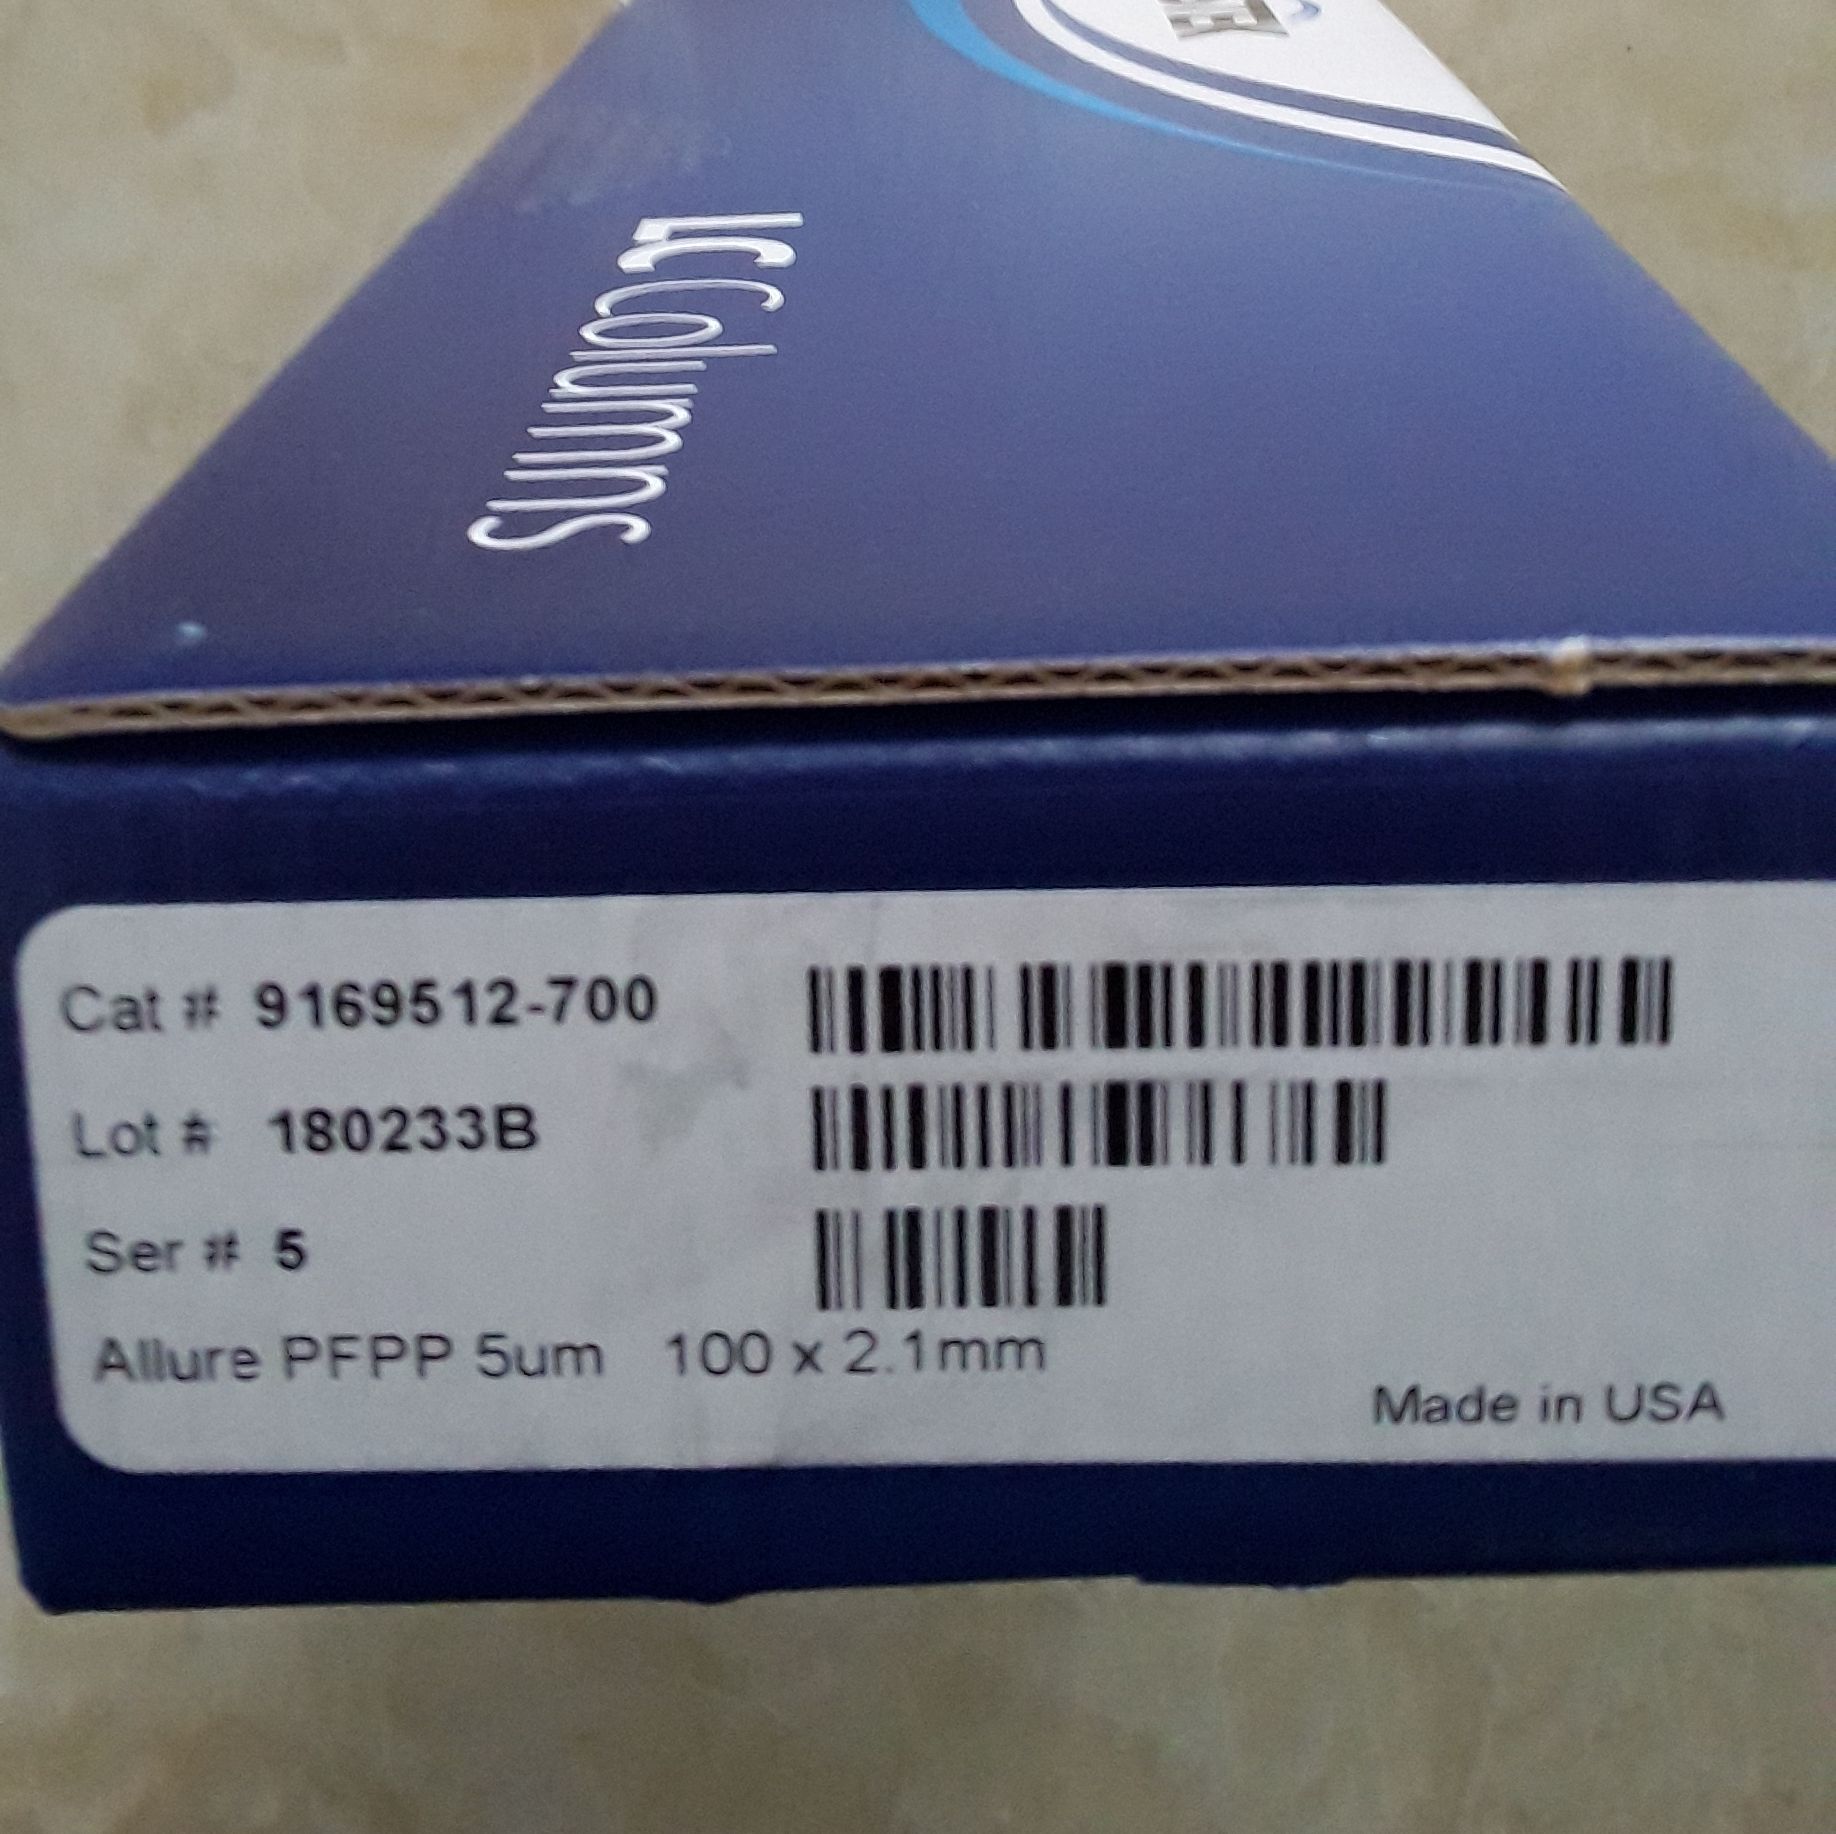 LC Columns
Cat # 9169512-700
Lot # 180233B
Ser # 5
Allure PFPP 5um 100 x 2.1mm
Made in USA